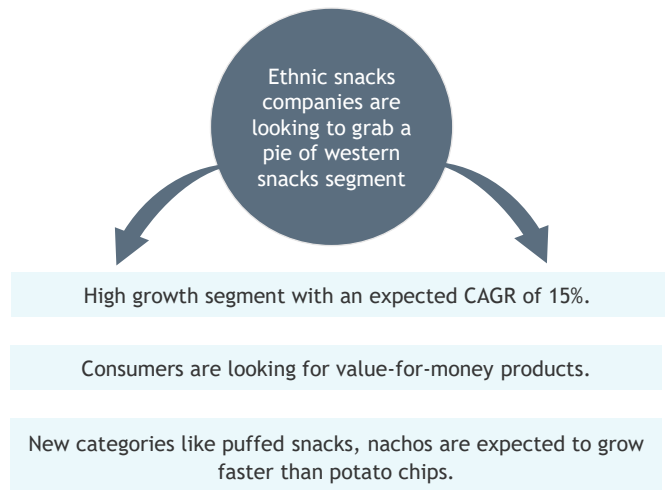 Ethnic snacks
companies are
looking to grab a
pie of western
snacks segment
High growth segment with an expected CAGR of 15%.
Consumers are looking for value-for-money products.
New categories like puffed snacks, nachos are expected to grow
faster than potato chips.